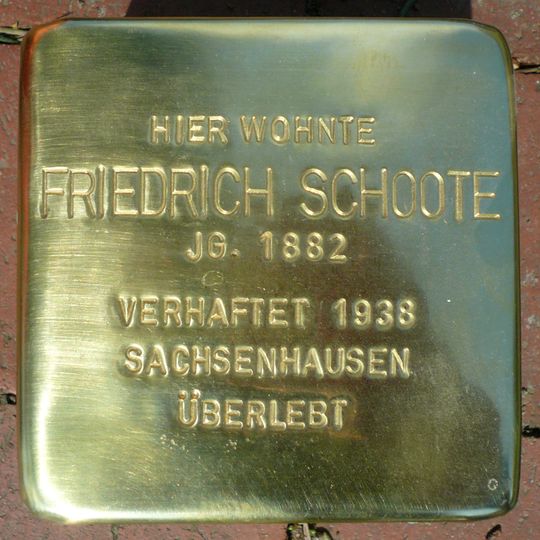 HIER WOHNTE
FRIEDRICH SCHOOTE
JG. 1882
VERHAFTET 1938
SACHSENHAUSEN
ÜBERLEBT